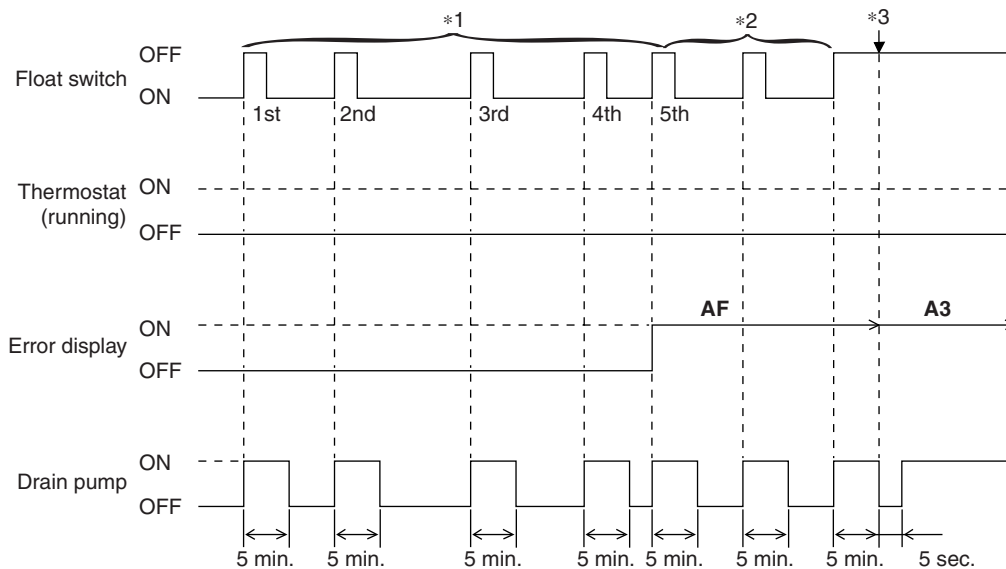 *1 *2 *3
OFF
Float switch
ON
1st 2nd 3rd 4th 5th
ON
Thermostat
(running)
OFF
AF A3
ON
Error display
OFF
ON
Drain pump
OFF
5 min. 5 min. 5 min. 5 min. 5 min. 5 min. 5 min. 5 sec.